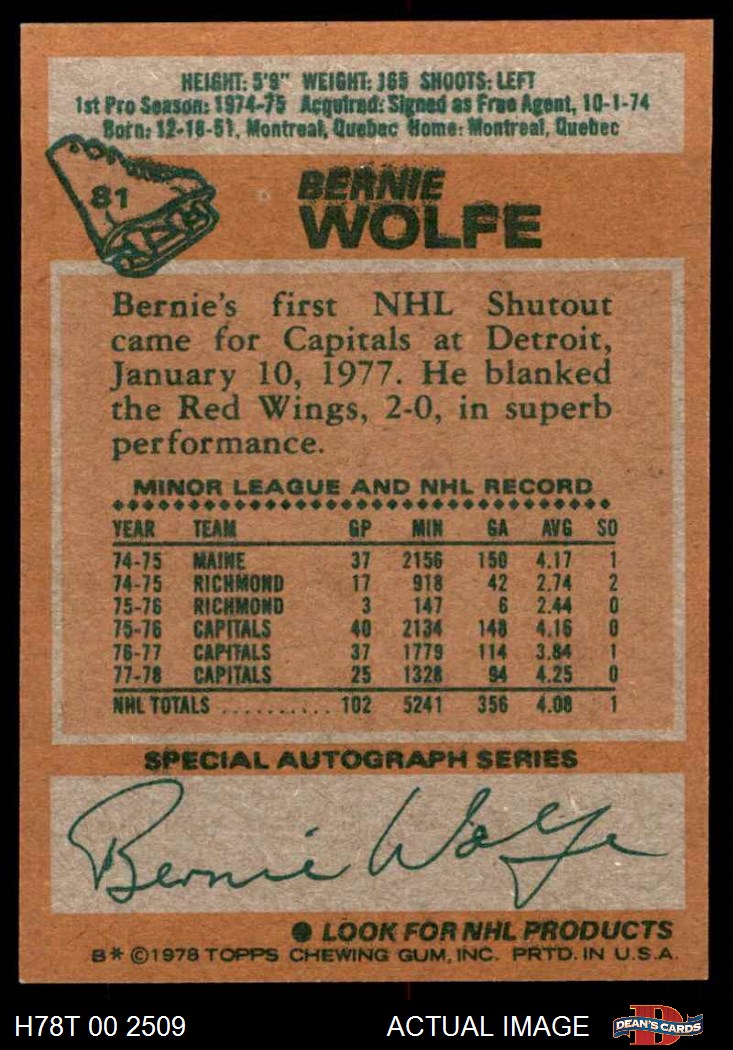 HEIGHT: 5'9" WEIGHT: 165 SHOOTS: LEFT
1st Pro Season: 1974-75 Acquired: Signed as Free Agent, 10-1-74
Born: 12-18-51, Montreal, Quebec Home: Montreal, Quebec
81
BERNIE
WOLFE
Bernie's first NHL Shutout
came for Capitals at Detroit,
January 10, 1977. He blanked
the Red Wings, 2-0, in superb
performance.
MINOR LEAGUE AND NHL RECORD
YEAR TEAM GP MIN GA AVG SO
74-75 MAINE 37 2156 150 4.17 1
74-75 RICHMOND 17 918 42 2.74 2
75-76 RICHMOND 3 147 6 2.44 0
75-76 CAPITALS 40 2134 148 4.16 0
76-77 CAPITALS 37 1779 114 3.84 1
77-78 CAPITALS 25 1328 94 4.25 0
NHL TOTALS .......... 102 5241 356 4.08 1
SPECIAL AUTOGRAPH SERIES
Bernie Wolfe
● LOOK FOR NHL PRODUCTS
B* ©1978 TOPPS CHEWING GUM, INC. PRTD. IN U.S.A.
H78T 00 2509 ACTUAL IMAGE DEAN'S CARDS